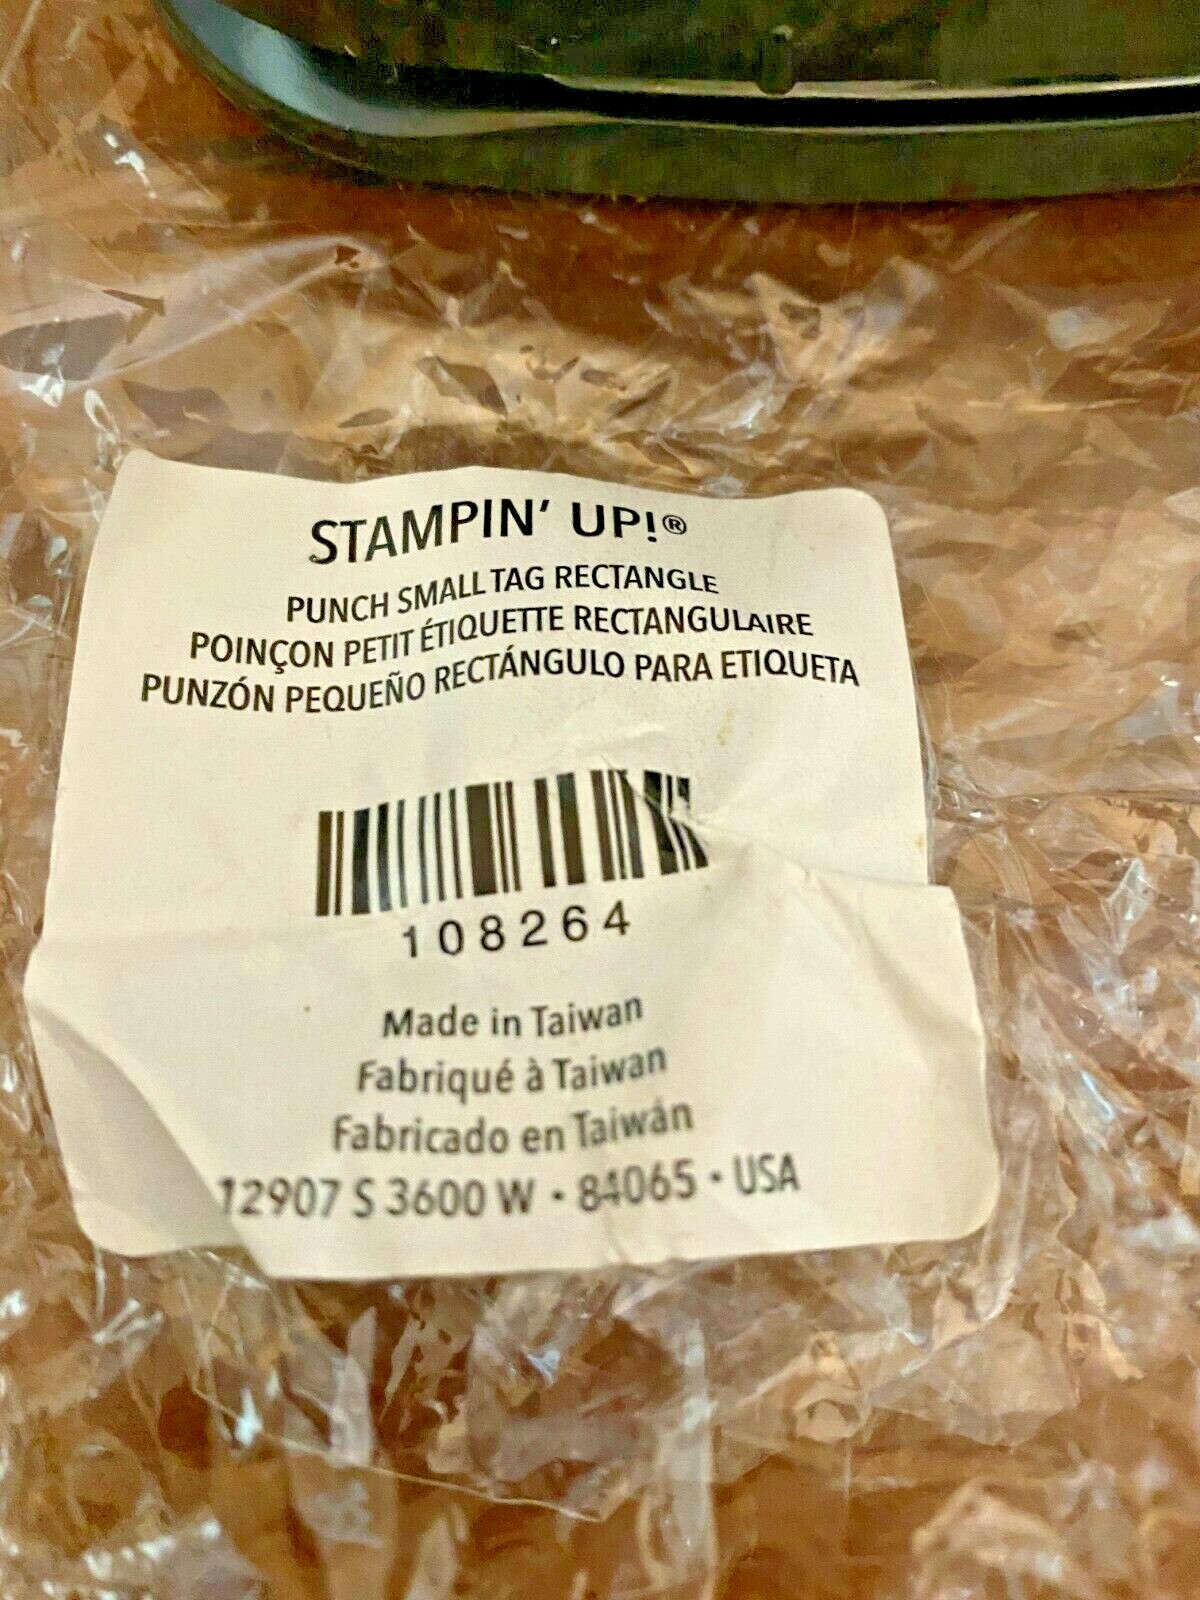 STAMPIN' UP!®
PUNCH SMALL TAG RECTANGLE
POINÇON PETIT ÉTIQUETTE RECTANGULAIRE
PUNZÓN PEQUEÑO RECTÁNGULO PARA ETIQUETA
108264
Made in Taiwan
Fabriqué à Taiwan
Fabricado en Taiwán
12907 S 3600 W • 84065 • USA